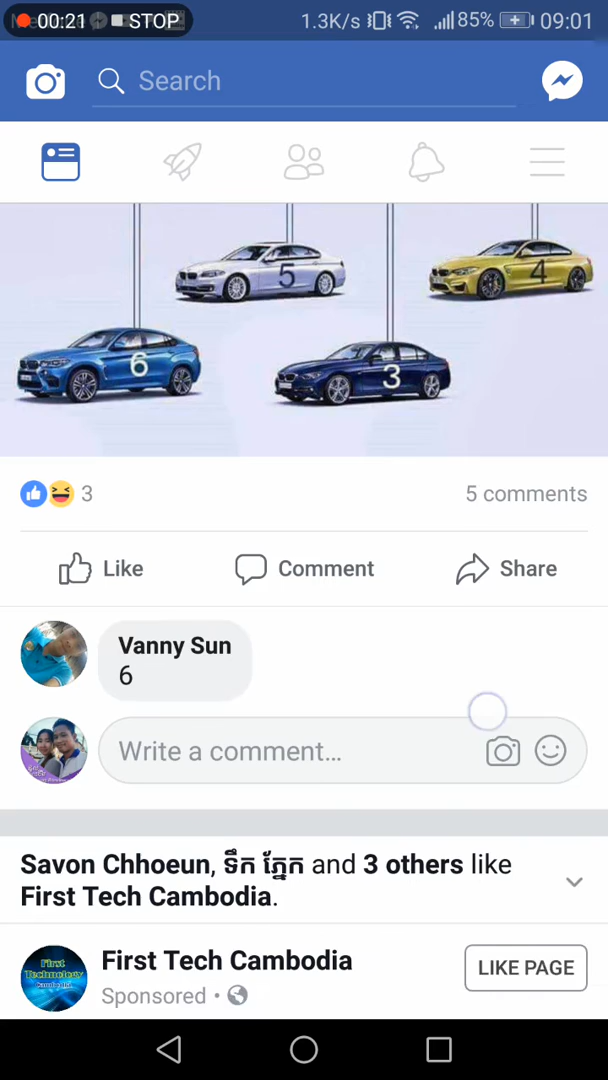 00:21 STOP 1.3K/s 85% 09:01
Search
5 4
6 3
3 5 comments
Like Comment Share
Vanny Sun
6
Write a comment...
Savon Chhoeun, ទឹក ភ្នែក and 3 others like
First Tech Cambodia.
First Tech Cambodia
LIKE PAGE
Sponsored •